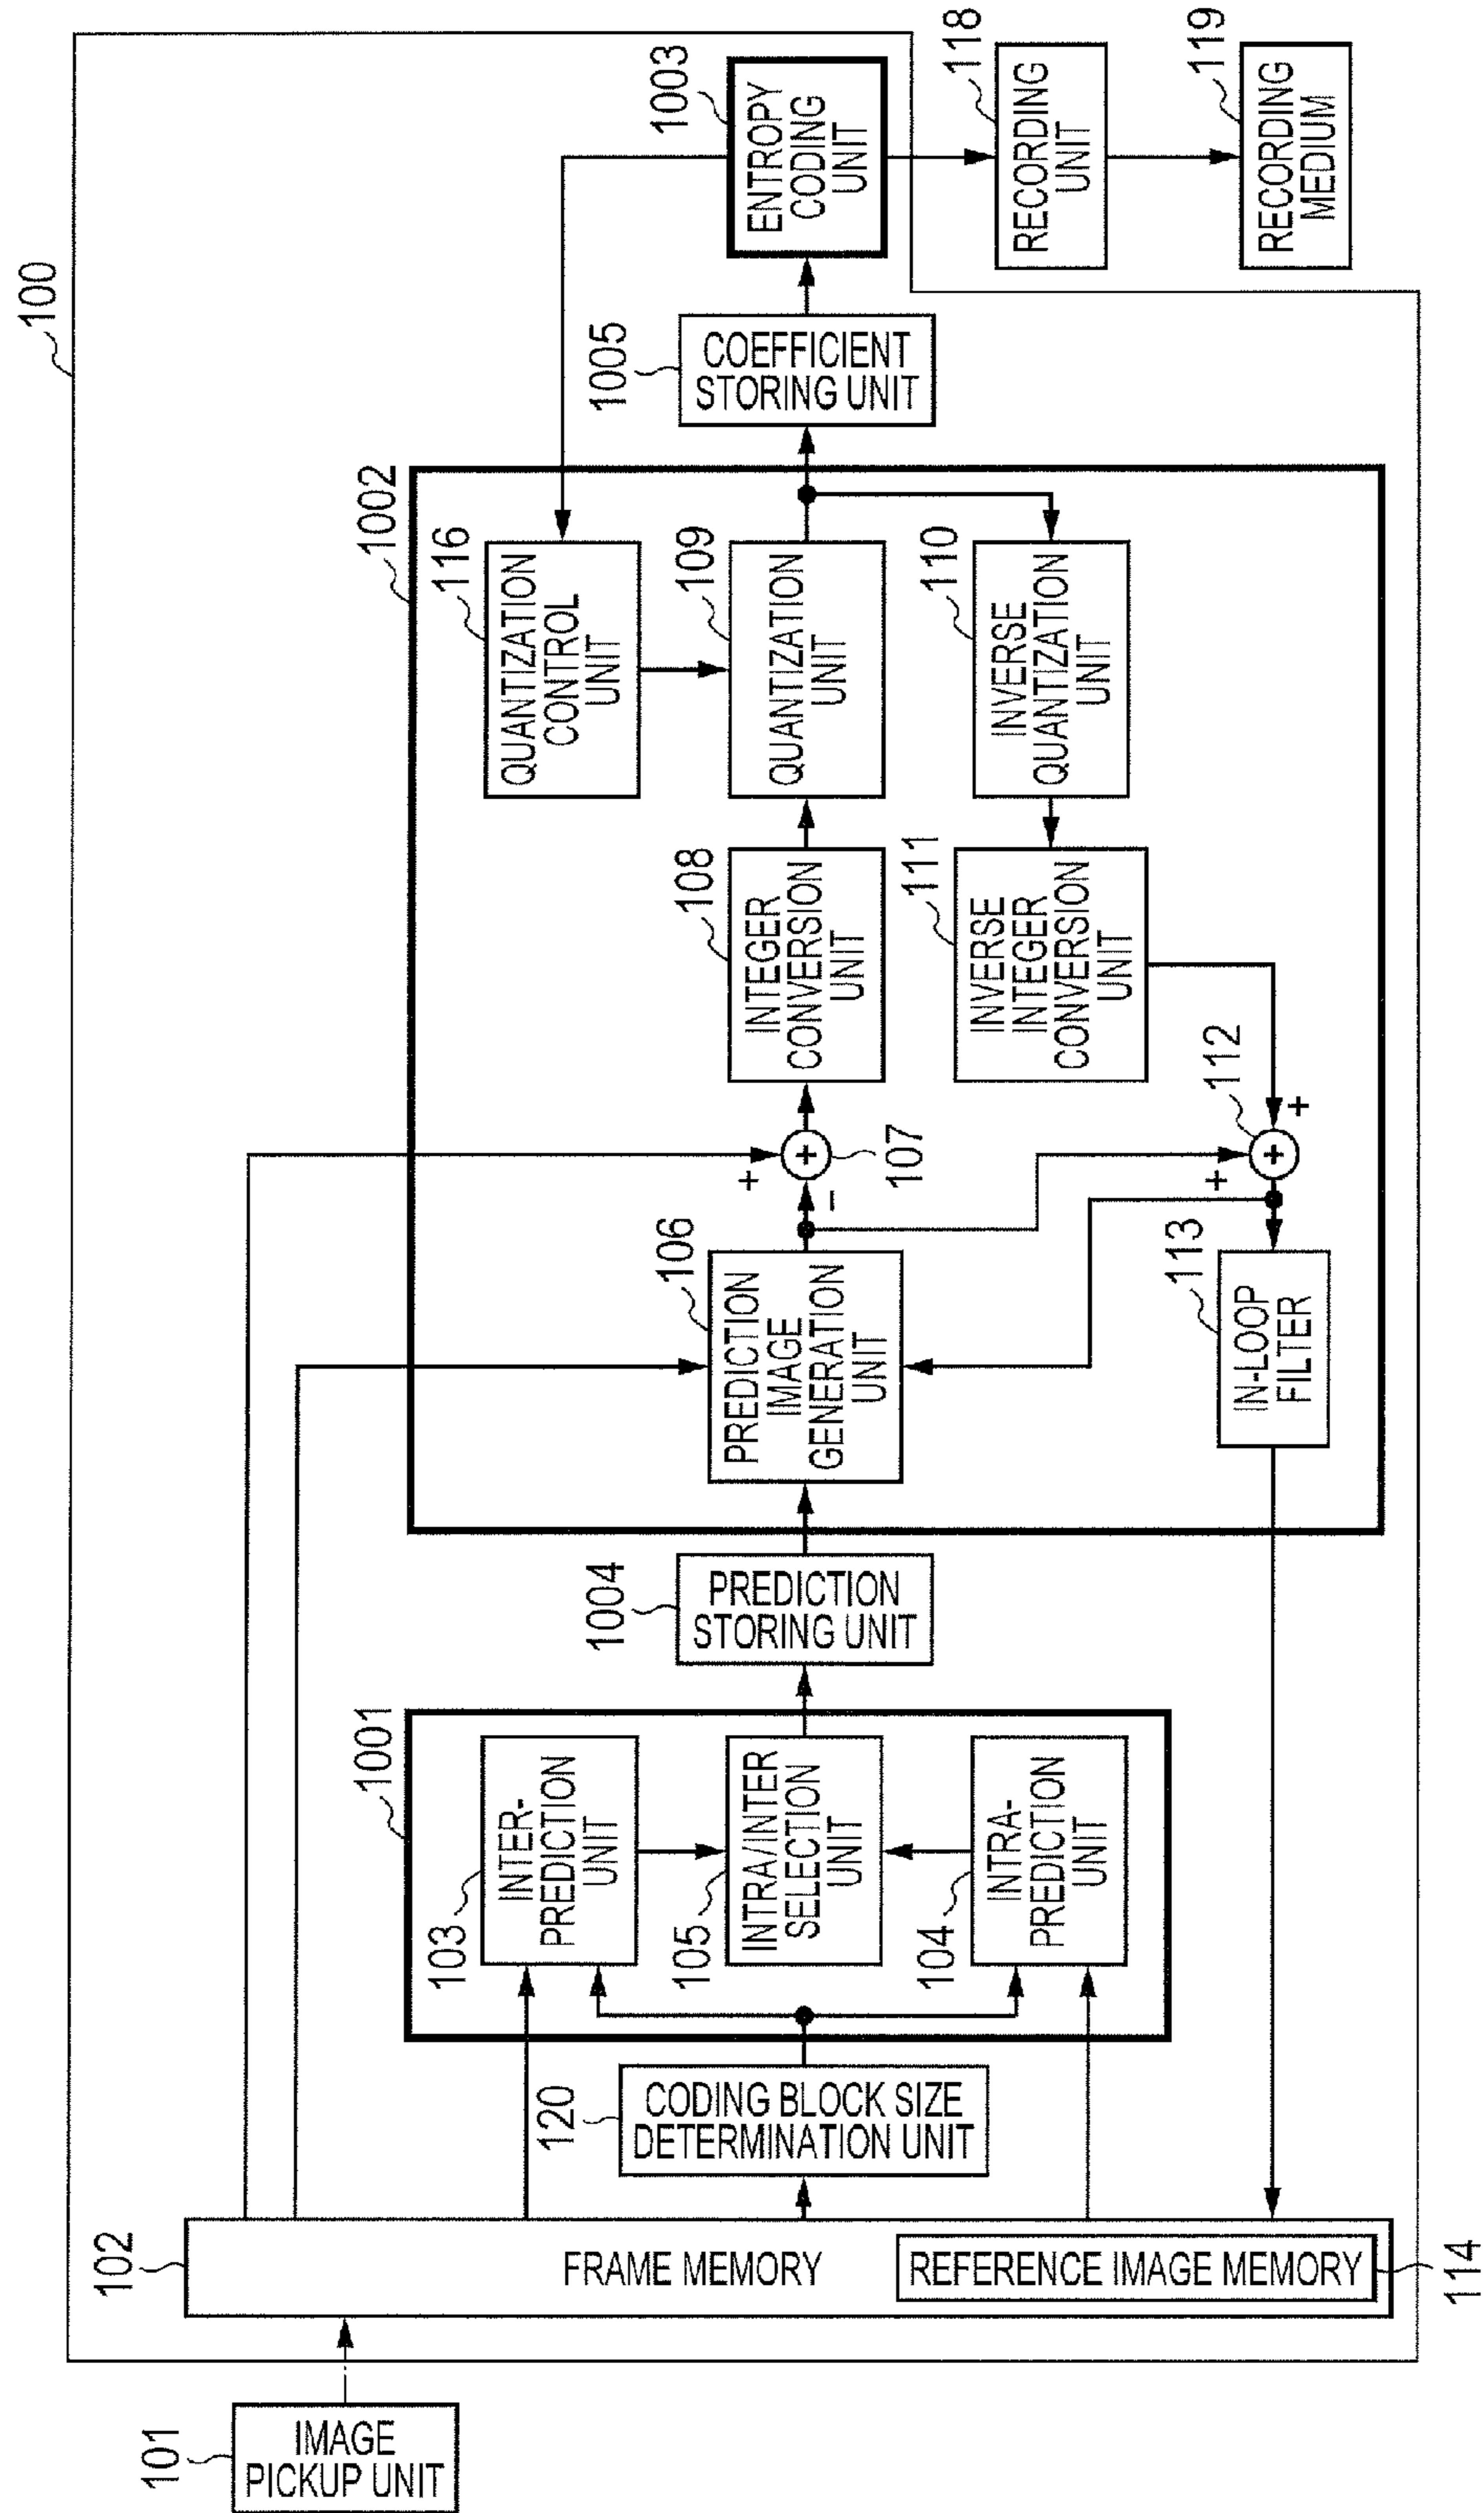 100
101
IMAGE
PICKUP UNIT
102
FRAME MEMORY
REFERENCE IMAGE MEMORY
114
120
CODING BLOCK SIZE
DETERMINATION UNIT
1001
103
INTER-
PREDICTION
UNIT
105
INTRA/INTER
SELECTION
UNIT
104
INTRA-
PREDICTION
UNIT
1004
PREDICTION
STORING UNIT
1002
106
PREDICTION
IMAGE
GENERATION
UNIT
+
−
+
107
108
INTEGER
CONVERSION
UNIT
116
QUANTIZATION
CONTROL
UNIT
109
QUANTIZATION
UNIT
110
INVERSE
QUANTIZATION
UNIT
111
INVERSE
INTEGER
CONVERSION
UNIT
112
+
+
+
113
IN-LOOP
FILTER
1005
COEFFICIENT
STORING UNIT
1003
ENTROPY
CODING
UNIT
118
RECORDING
UNIT
119
RECORDING
MEDIUM